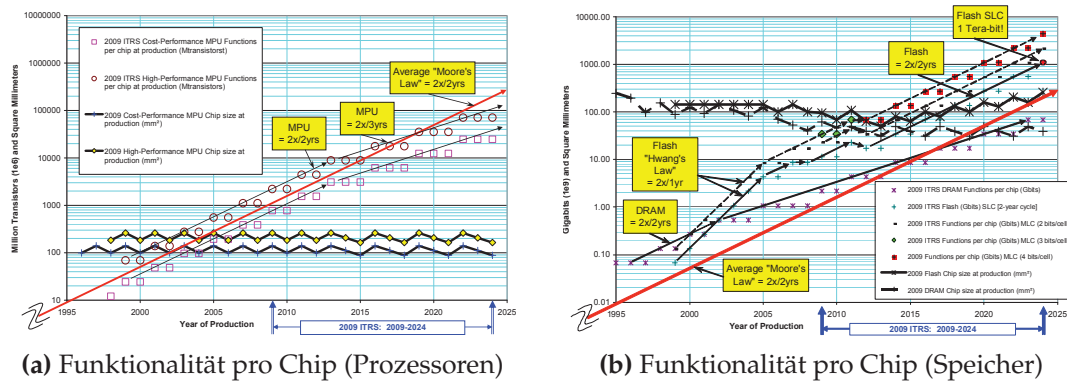 10000000
1000000
100000
10000
1000
100
10
Million Transistors (1e6) and Square Millimeters
2009 ITRS Cost-Performance MPU Functions
per chip at production (Mtransistorst)
2009 ITRS High-Performance MPU Functions
per chip at production (Mtransistors)
2009 Cost-Performance MPU Chip size at
production (mm²)
2009 High-Performance MPU Chip size at
production (mm²)
Average "Moore's
Law" = 2x/2yrs
MPU
= 2x/3yrs
MPU
= 2x/2yrs
1995
2000
2005
2010
2015
2020
2025
Year of Production
2009 ITRS: 2009-2024
(a) Funktionalität pro Chip (Prozessoren)
10000.00
1000.00
100.00
10.00
1.00
0.10
0.01
Gigabits (1e9) and Square Millimeters
Flash SLC
1 Tera-bit!
Flash
= 2x/2yrs
Flash
"Hwang's
Law"
= 2x/1yr
DRAM
= 2x/2yrs
Average "Moore's
Law" = 2x/2yrs
2009 ITRS DRAM Functions per chip (Gbits)
2009 ITRS Flash (Gbits) SLC [2-year cycle]
2009 ITRS Functions per chip (Gbits) MLC (2 bits/cell)
2009 ITRS Functions per chip (Gbits) MLC (3 bits/cell)
2009 Functions per chip (Gbits) MLC (4 bits/cell)
2009 Flash Chip size at production (mm²)
2009 DRAM Chip size at production (mm²)
1995
2000
2005
2010
2015
2020
2025
Year of Production
2009 ITRS: 2009-2024
(b) Funktionalität pro Chip (Speicher)